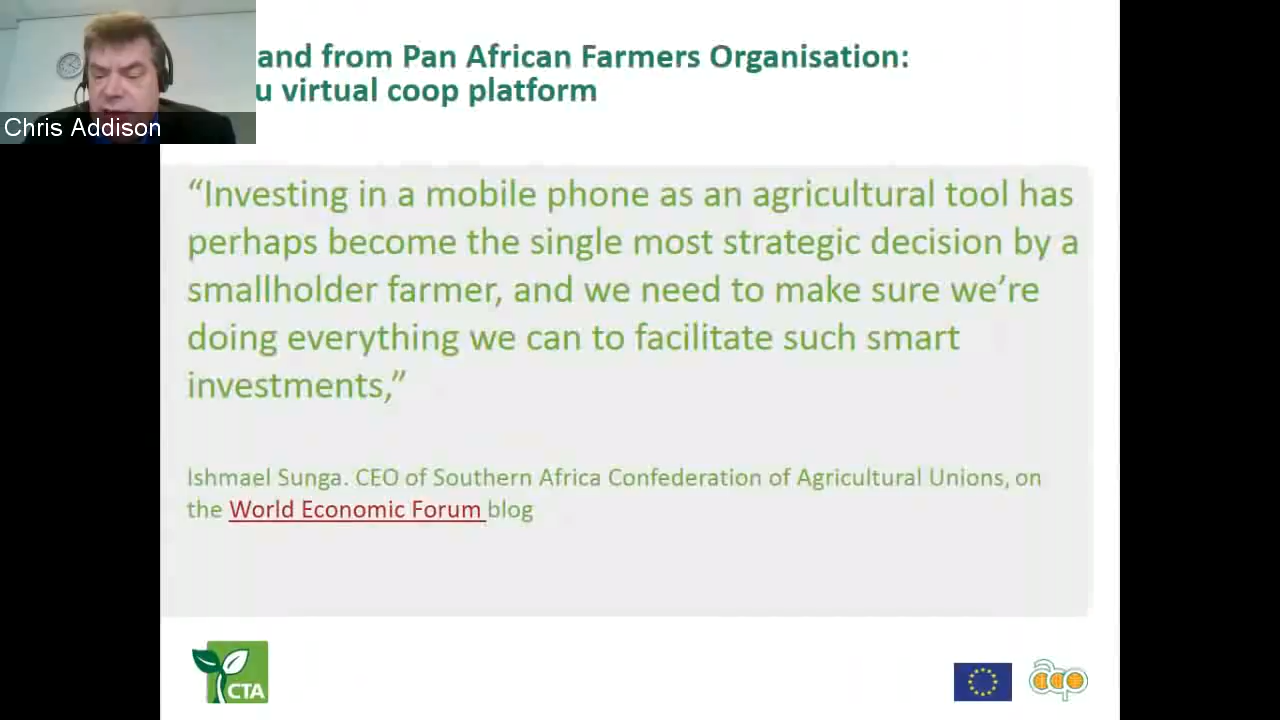 and from Pan African Farmers Organisation:
u virtual coop platform
Chris Addison
“Investing in a mobile phone as an agricultural tool has
perhaps become the single most strategic decision by a
smallholder farmer, and we need to make sure we’re
doing everything we can to facilitate such smart
investments,”
Ishmael Sunga. CEO of Southern Africa Confederation of Agricultural Unions, on
the World Economic Forum blog
CTA
acp